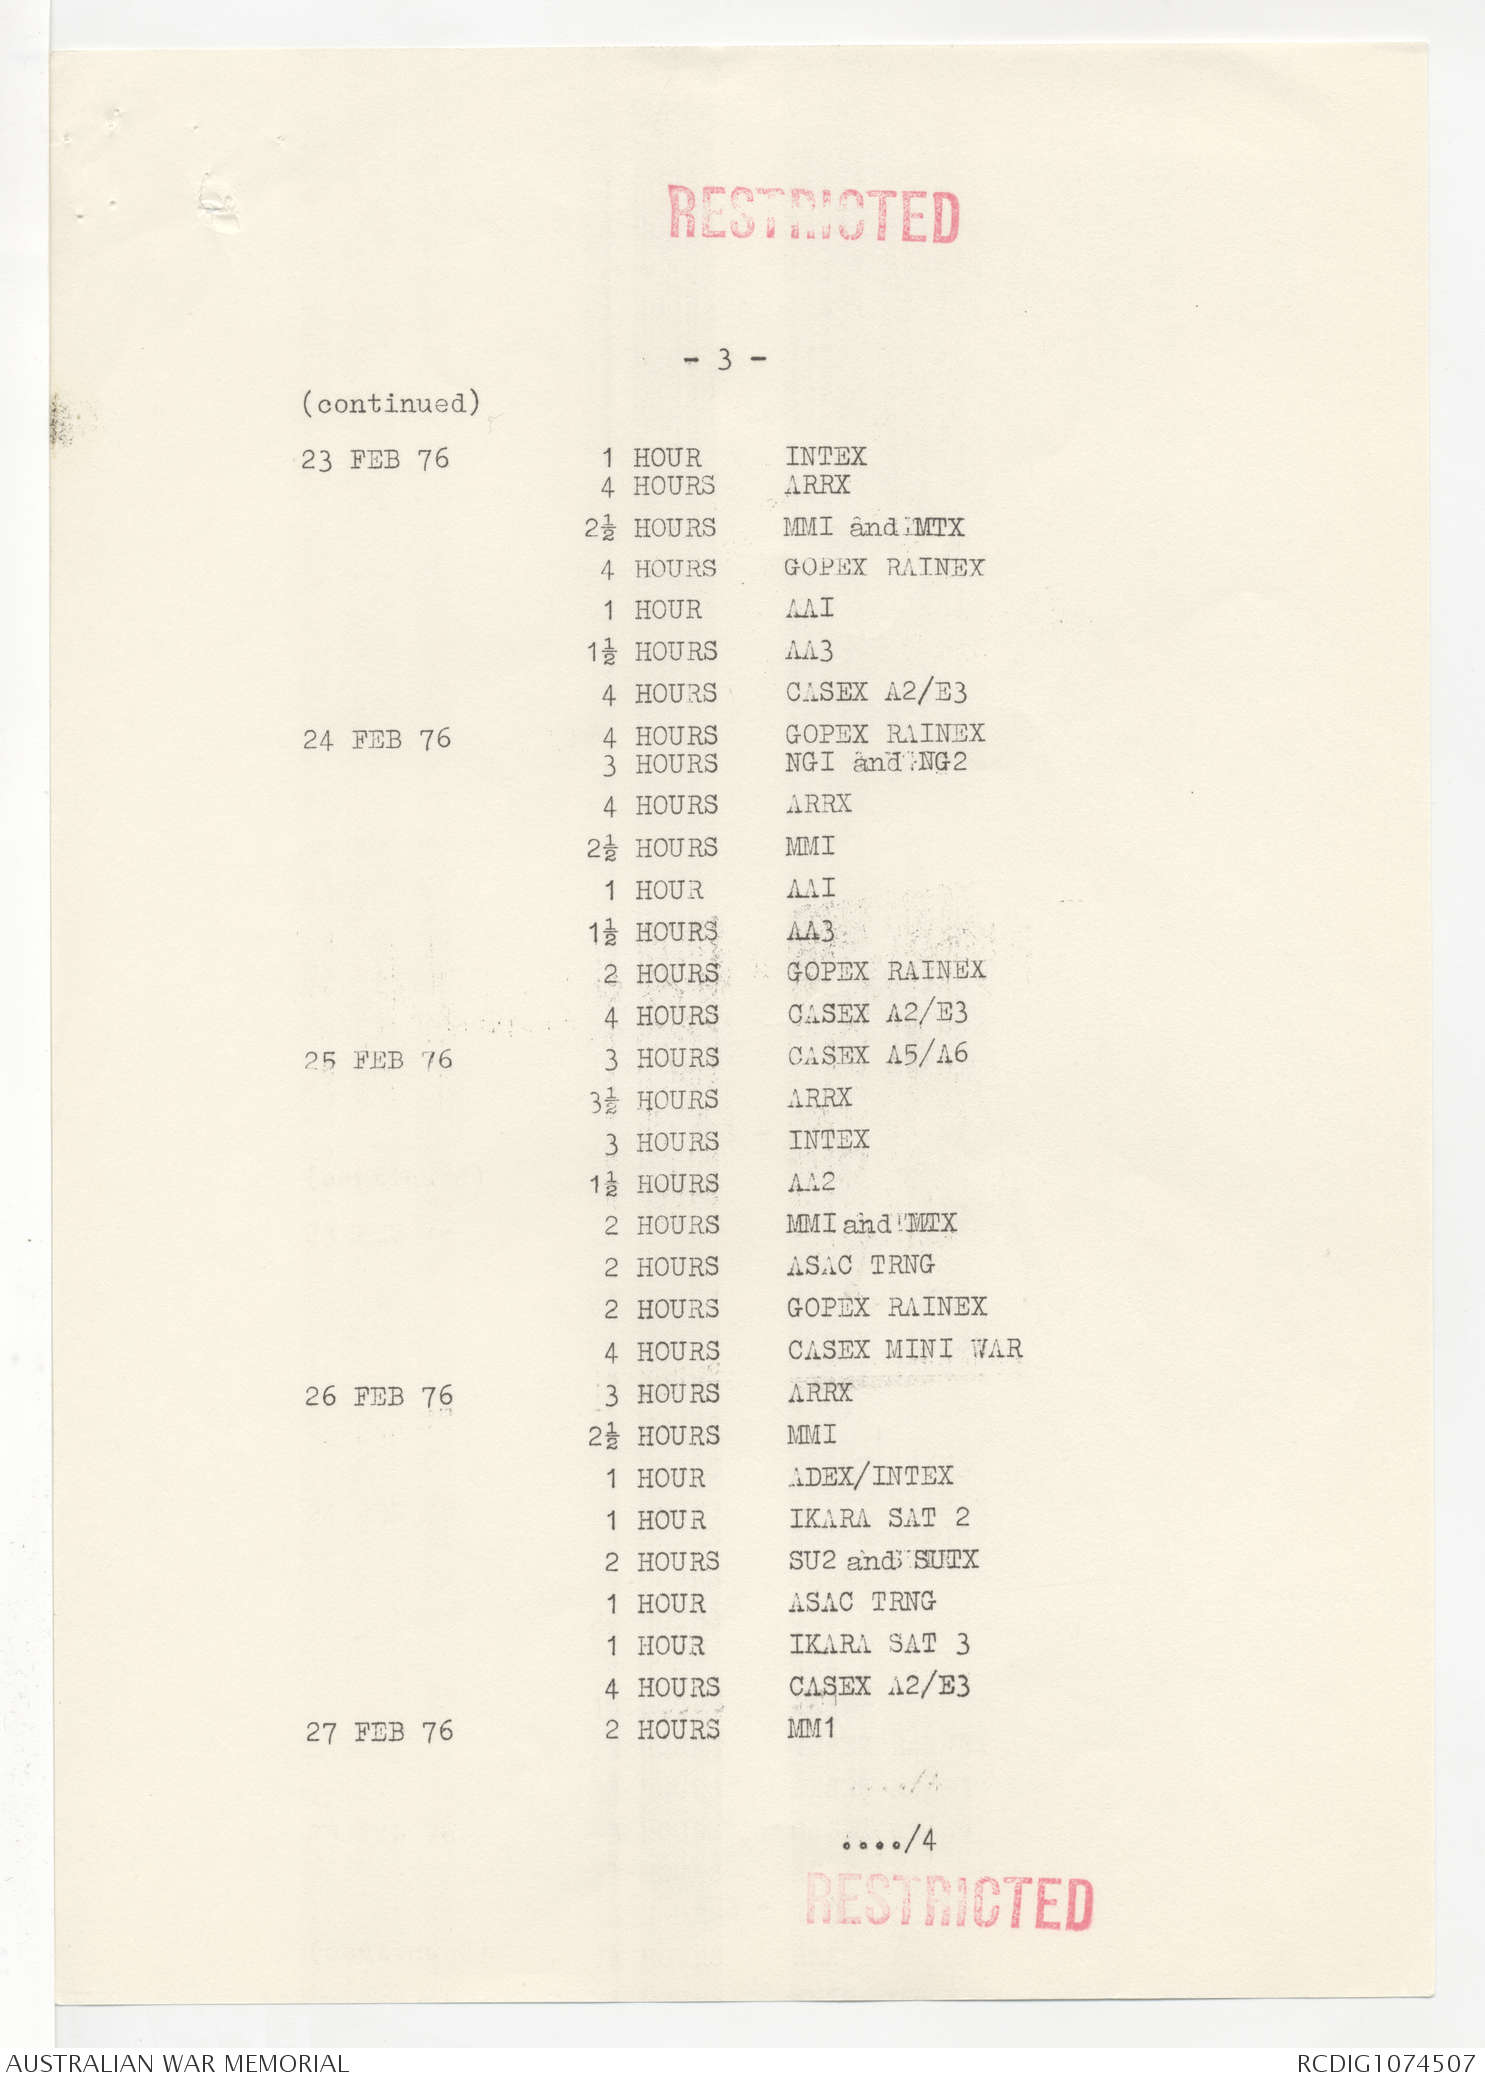 RESTRICTED
- 3 -
(continued)
23 FEB 76 1 HOUR INTEX
4 HOURS ARRX
2½ HOURS MMI and MTX
4 HOURS GOPEX RAINEX
1 HOUR AAI
1½ HOURS AA3
4 HOURS CASEX A2/E3
24 FEB 76 4 HOURS GOPEX RAINEX
3 HOURS NGI and NG2
4 HOURS ARRX
2½ HOURS MMI
1 HOUR AAI
1½ HOURS AA3
2 HOURS GOPEX RAINEX
4 HOURS CASEX A2/E3
25 FEB 76 3 HOURS CASEX A5/A6
3½ HOURS ARRX
3 HOURS INTEX
1½ HOURS AA2
2 HOURS MMI and MTX
2 HOURS ASAC TRNG
2 HOURS GOPEX RAINEX
4 HOURS CASEX MINI WAR
26 FEB 76 3 HOURS ARRX
2½ HOURS MMI
1 HOUR ADEX/INTEX
1 HOUR IKARA SAT 2
2 HOURS SU2 and SUTX
1 HOUR ASAC TRNG
1 HOUR IKARA SAT 3
4 HOURS CASEX A2/E3
27 FEB 76 2 HOURS MM1
..../4
RESTRICTED
AUSTRALIAN WAR MEMORIAL RCDIG1074507